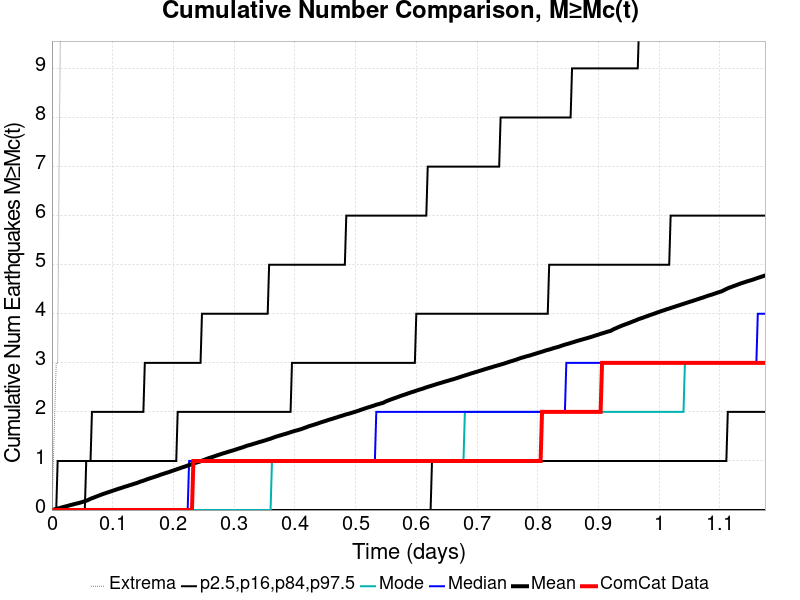 Cumulative Number Comparison, M≥Mc(t)
Cumulative Num Earthquakes M≥Mc(t)
9
8
7
6
5
4
3
2
1
0
0 0.1 0.2 0.3 0.4 0.5 0.6 0.7 0.8 0.9 1 1.1
Time (days)
Extrema p2.5,p16,p84,p97.5 Mode Median Mean ComCat Data